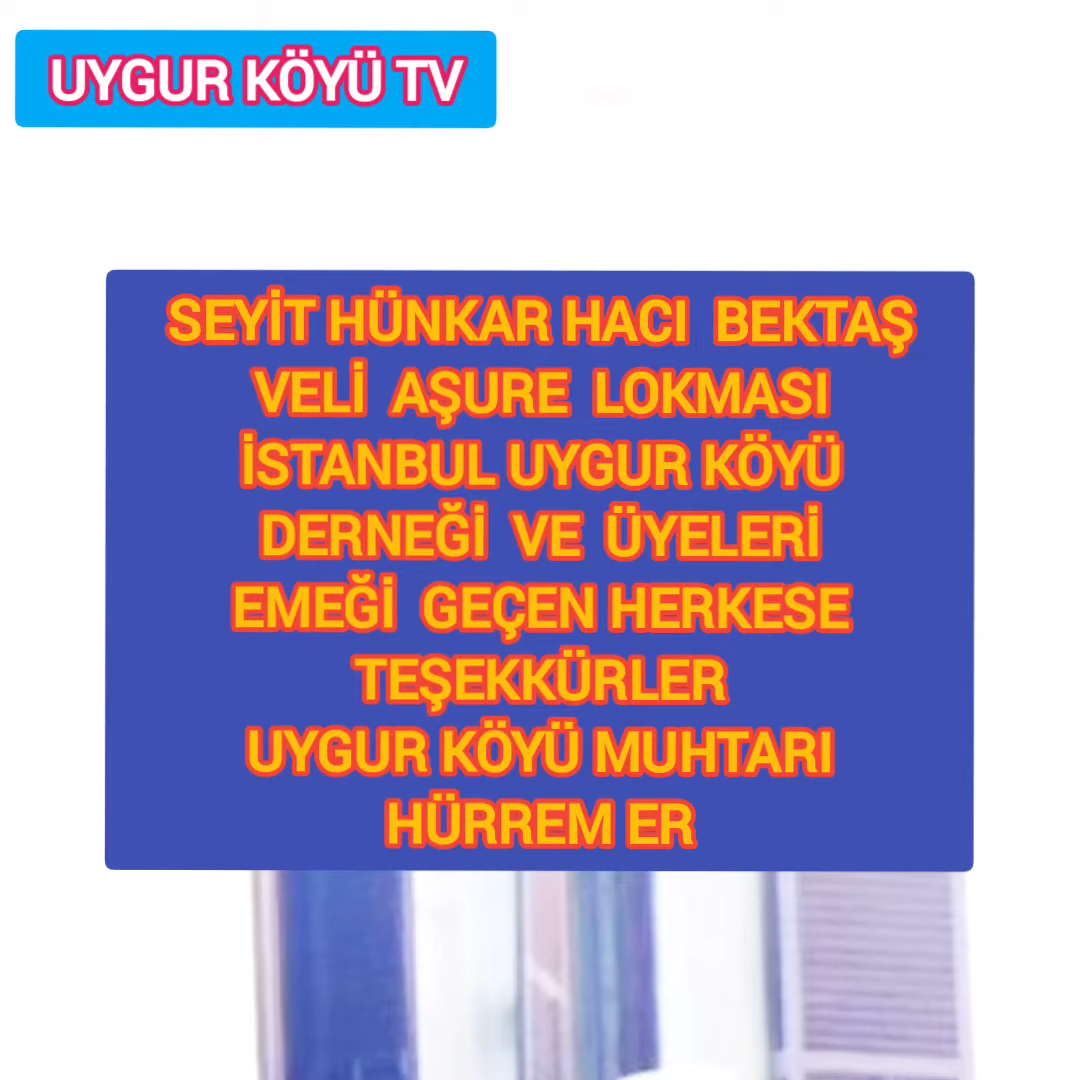 UYGUR KÖYÜ TV
SEYİT HÜNKAR HACI BEKTAŞ
VELİ AŞURE LOKMASI
İSTANBUL UYGUR KÖYÜ
DERNEĞİ VE ÜYELERİ
EMEĞİ GEÇEN HERKESE
TEŞEKKÜRLER
UYGUR KÖYÜ MUHTARI
HÜRREM ER